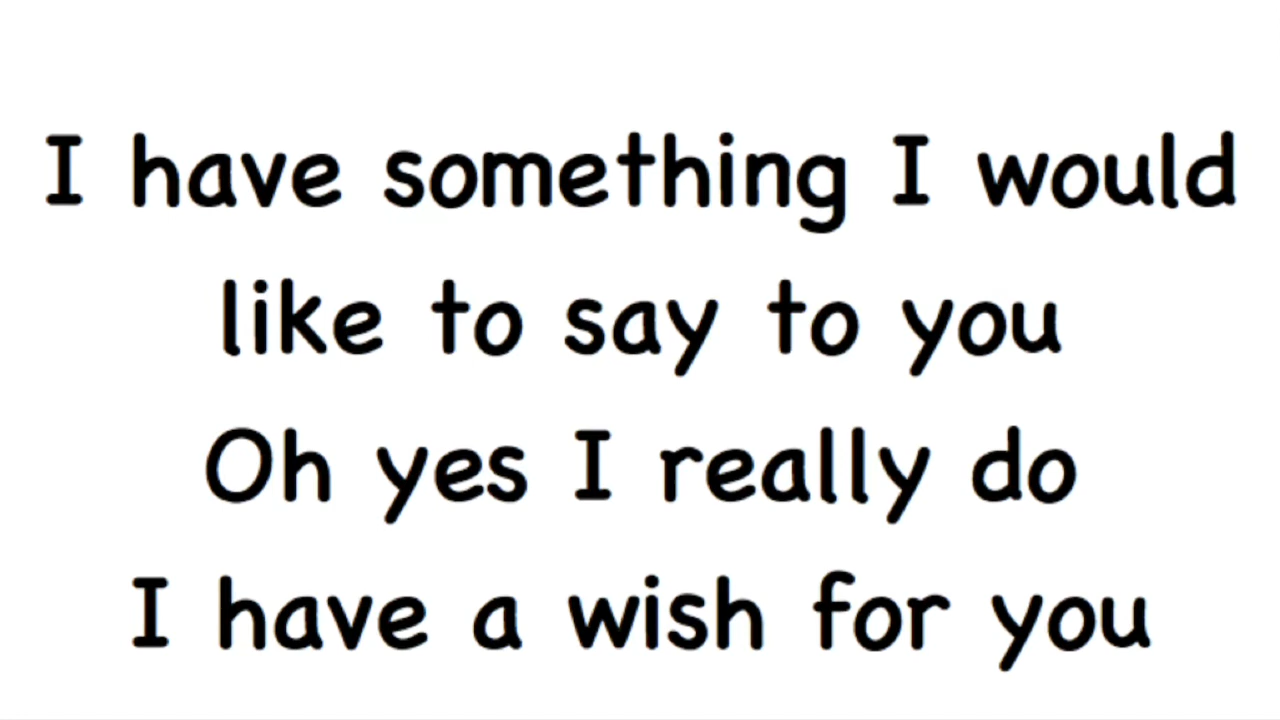 I have something I would
like to say to you
Oh yes I really do
I have a wish for you